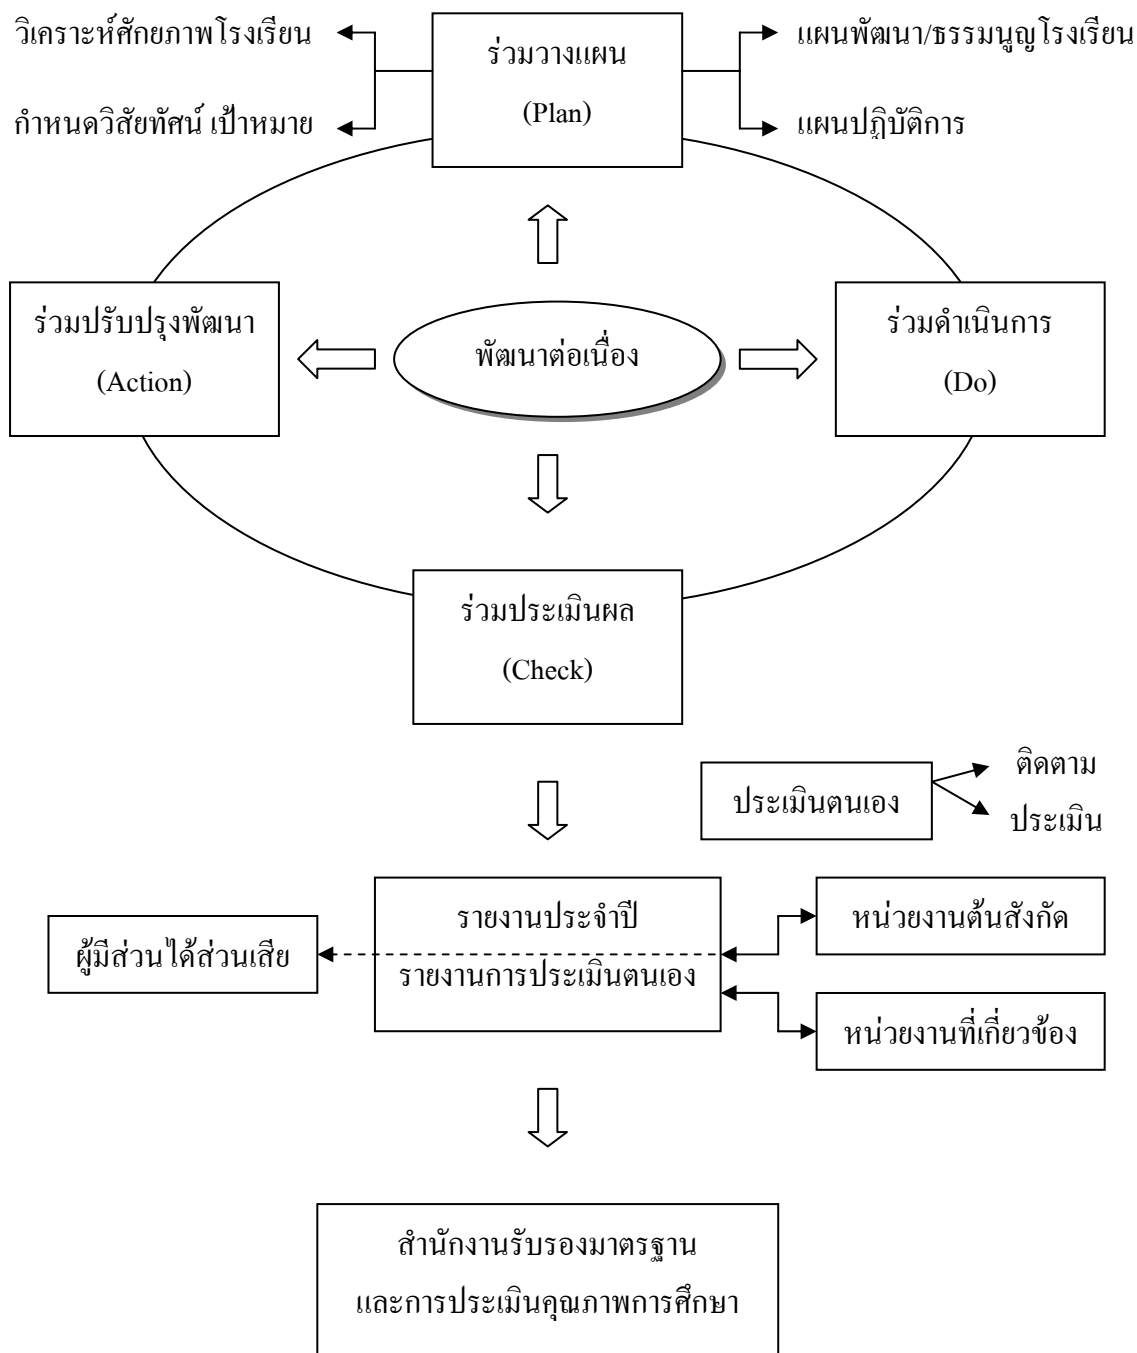 วิเคราะห์ศักยภาพโรงเรียน
กำหนดวิสัยทัศน์ เป้าหมาย
ร่วมวางแผน
(Plan)
แผนพัฒนา/ธรรมนูญโรงเรียน
แผนปฏิบัติการ
ร่วมปรับปรุงพัฒนา
(Action)
พัฒนาต่อเนื่อง
ร่วมดำเนินการ
(Do)
ร่วมประเมินผล
(Check)
ประเมินตนเอง
ติดตาม
ประเมิน
ผู้มีส่วนได้ส่วนเสีย
รายงานประจำปี
รายงานการประเมินตนเอง
หน่วยงานต้นสังกัด
หน่วยงานที่เกี่ยวข้อง
สำนักงานรับรองมาตรฐาน
และการประเมินคุณภาพการศึกษา